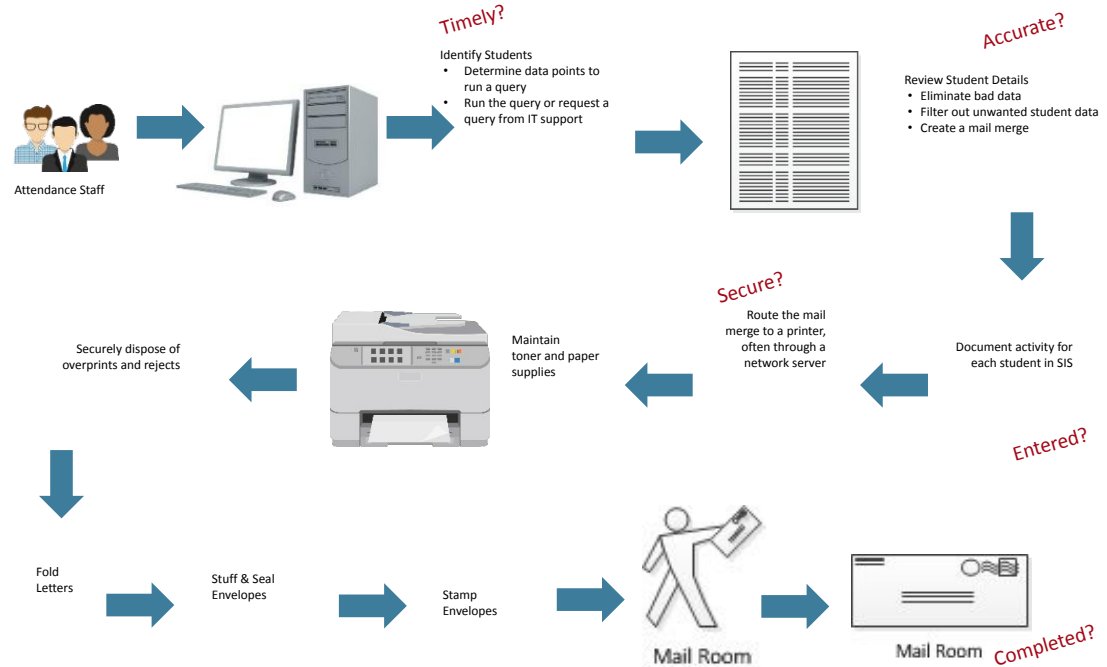 Timely?
Identify Students
• Determine data points to
run a query
• Run the query or request a
query from IT support
Attendance Staff
Accurate?
Review Student Details
• Eliminate bad data
• Filter out unwanted student data
• Create a mail merge
Document activity for
each student in SIS
Entered?
Secure?
Route the mail
merge to a printer,
often through a
network server
Maintain
toner and paper
supplies
Securely dispose of
overprints and rejects
Fold
Letters
Stuff & Seal
Envelopes
Stamp
Envelopes
Mail Room
Mail Room
Completed?